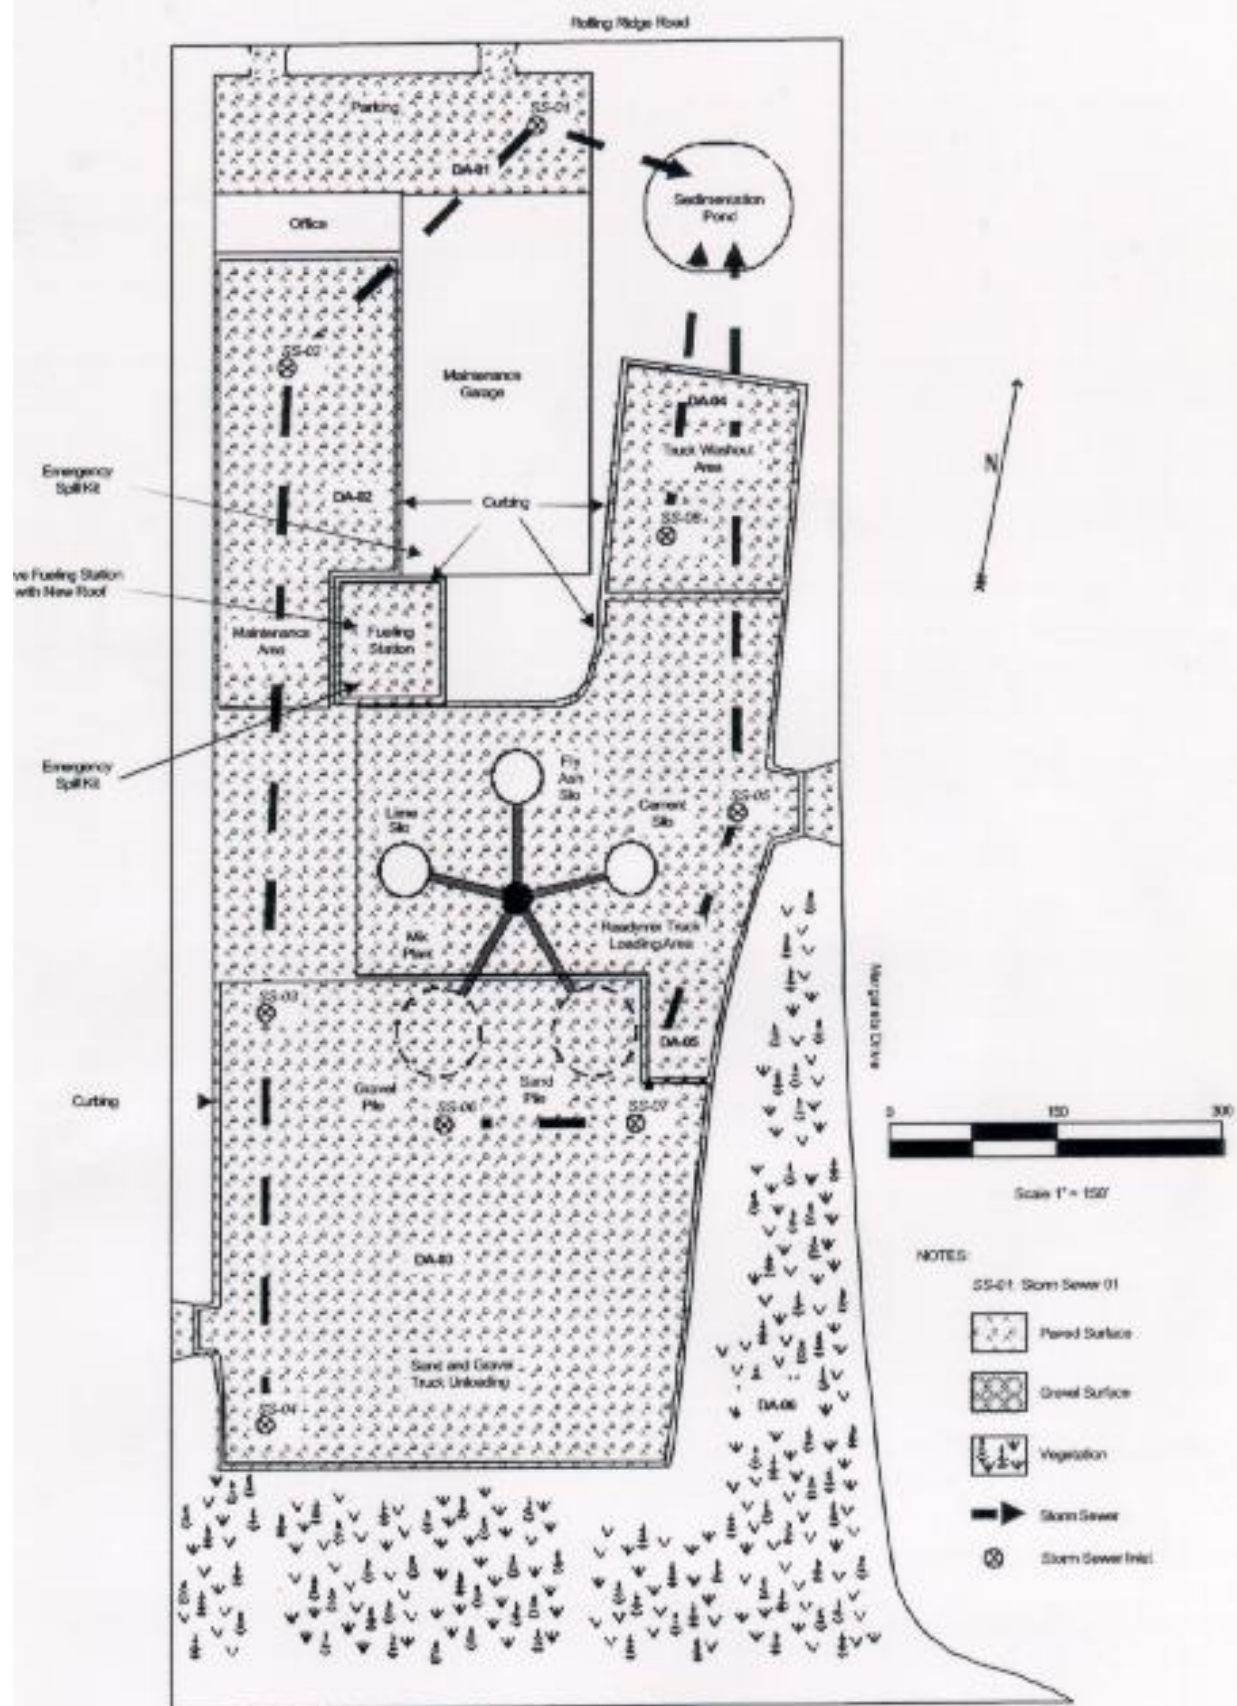 Rolling Ridge Road
Parking
SS-01
DA-01
Sedimentation
Pond
Office
SS-02
Maintenance
Garage
DA-04
Truck Washout
Area
N
Emergency
Spill Kit
DA-02
Curbing
ve Fueling Station
with New Roof
Maintenance
Area
Fueling
Station
Emergency
Spill Kit
Fly
Ash
Silo
Lime
Silo
Cement
Silo
SS-05
Mix
Plant
Readymix Truck
Loading Area
Margareta Drive
SS-03
DA-05
Curbing
Gravel
Pile
Sand
Pile
SS-06
SS-07
0 150 300
Scale 1" = 150'
DA-03
NOTES:
SS-01: Storm Sewer 01
Paved Surface
Gravel Surface
Vegetation
Storm Sewer
Storm Sewer Inlet
Sand and Gravel
Truck Unloading
SS-04
DA-06